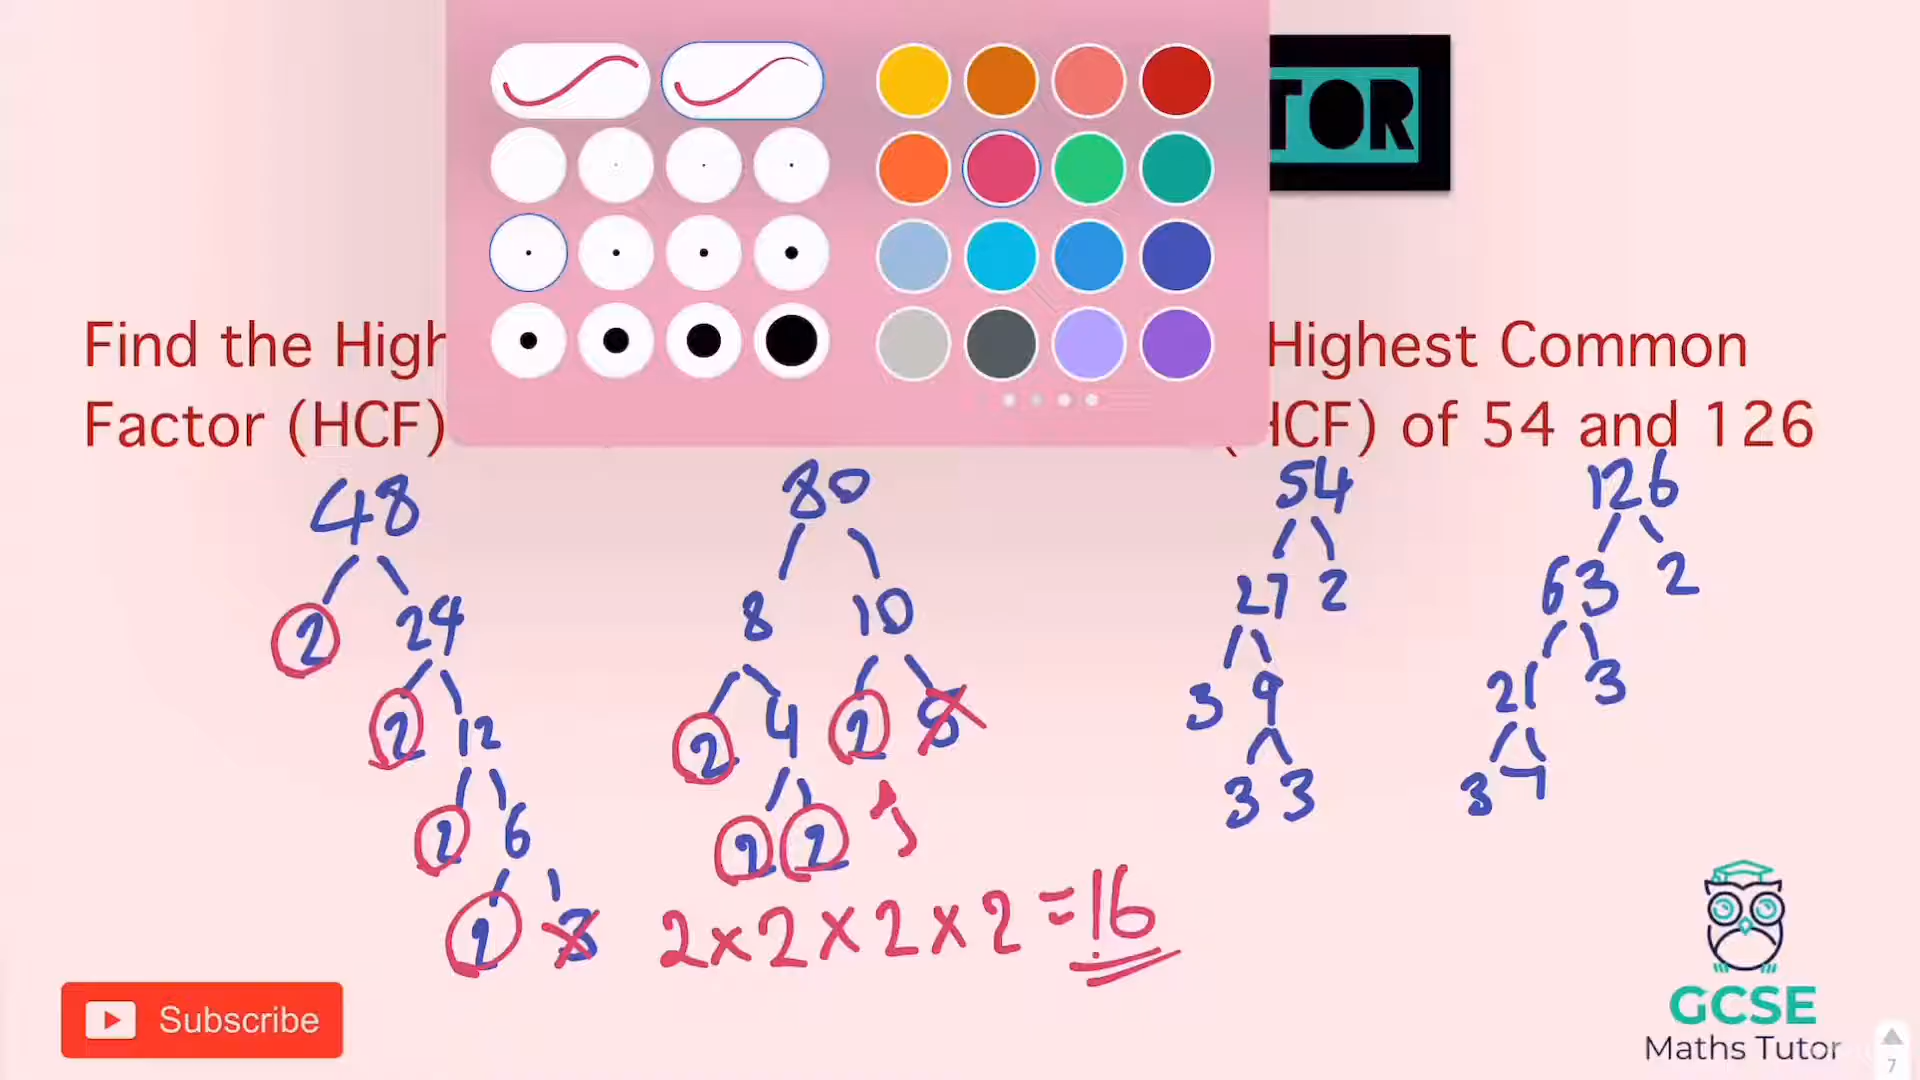 TOR
Find the High
Factor (HCF)
Highest Common
HCF) of 54 and 126
48
2 24
2 12
2 6
2 3
80
8 10
2 4 2 5
2 2
2 × 2 × 2 × 2 = 16
54
27 2
3 9
3 3
126
63 2
21 3
3 7
Subscribe
GCSE
Maths Tutor
7